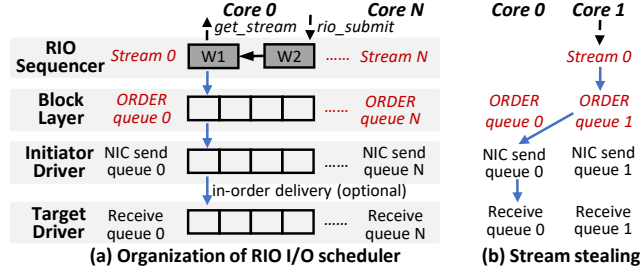 Core 0 Core N Core 0 Core 1
get_stream rio_submit
RIO Sequencer Stream 0 W1 W2 ...... Stream N Stream 0
Block Layer ORDER queue 0 ...... ORDER queue N ORDER queue 0 ORDER queue 1
Initiator Driver NIC send queue 0 ...... NIC send queue N NIC send queue 0 NIC send queue 1
in-order delivery (optional)
Target Driver Receive queue 0 ...... Receive queue N Receive queue 0 Receive queue 1
(a) Organization of RIO I/O scheduler (b) Stream stealing